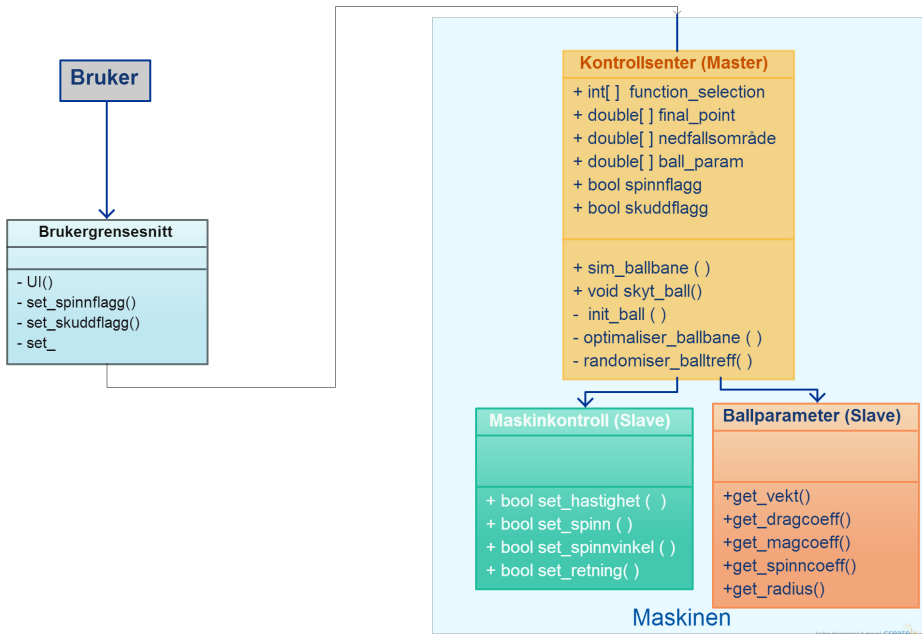 Bruker
Brukergrensesnitt
- UI()
- set_spinnflagg()
- set_skuddflagg()
- set_
Kontrollsenter (Master)
+ int[ ]  function_selection
+ double[ ] final_point
+ double[ ] nedfallsområde
+ double[ ] ball_param
+ bool spinnflagg
+ bool skuddflagg
+ sim_ballbane ( )
+ void skyt_ball()
-  init_ball ( )
- optimaliser_ballbane ( )
- randomiser_balltreff( )
Maskinkontroll (Slave)
+ bool set_hastighet (  )
+ bool set_spinn ( )
+ bool set_spinnvinkel ( )
+ bool set_retning( )
Ballparameter (Slave)
+get_vekt()
+get_dragcoeff()
+get_magcoeff()
+get_spinncoeff()
+get_radius()
Maskinen